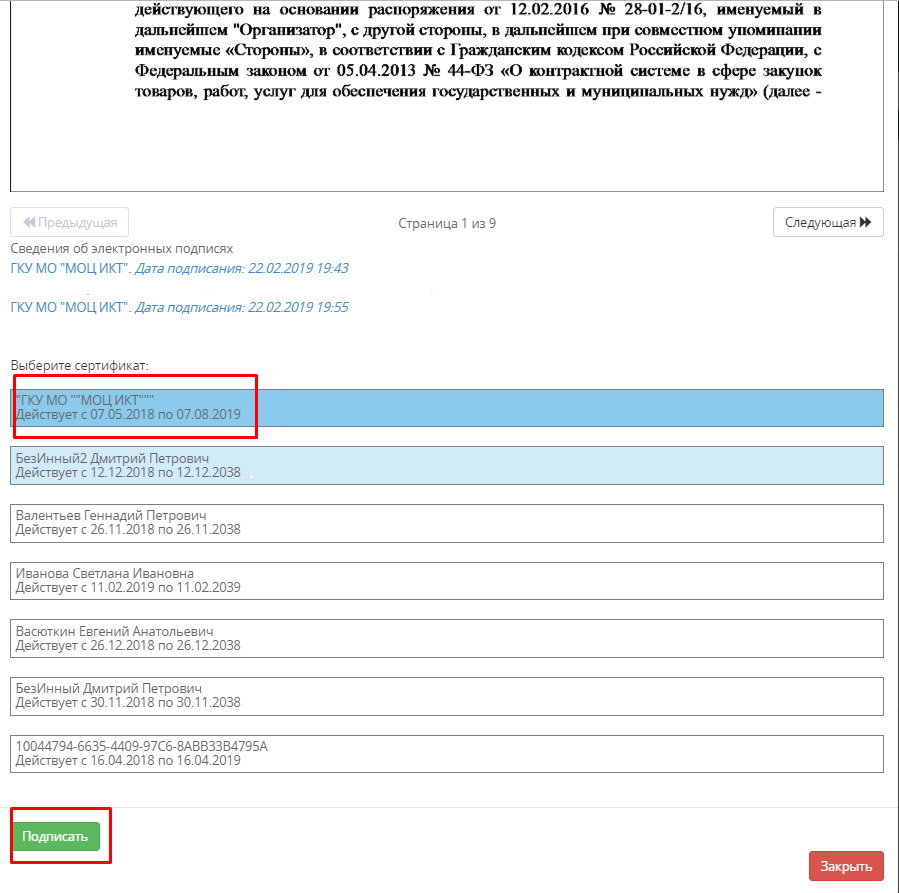 действующего на основании распоряжения от 12.02.2016 № 28-01-2/16, именуемый в
дальнейшем "Организатор", с другой стороны, в дальнейшем при совместном упоминании
именуемые «Стороны», в соответствии с Гражданским кодексом Российской Федерации, с
Федеральным законом от 05.04.2013 № 44-ФЗ «О контрактной системе в сфере закупок
товаров, работ, услуг для обеспечения государственных и муниципальных нужд» (далее -
Предыдущая
Страница 1 из 9
Следующая
Сведения об электронных подписях
ГКУ МО "МОЦ ИКТ". Дата подписания: 22.02.2019 19:43
ГКУ МО "МОЦ ИКТ". Дата подписания: 22.02.2019 19:55
Выберите сертификат:
"ГКУ МО ""МОЦ ИКТ"""
Действует с 07.05.2018 по 07.08.2019
БезИнный2 Дмитрий Петрович
Действует с 12.12.2018 по 12.12.2038
Валентьев Геннадий Петрович
Действует с 26.11.2018 по 26.11.2038
Иванова Светлана Ивановна
Действует с 11.02.2019 по 11.02.2039
Васюткин Евгений Анатольевич
Действует с 26.12.2018 по 26.12.2038
БезИнный Дмитрий Петрович
Действует с 30.11.2018 по 30.11.2038
10044794-6635-4409-97C6-8ABB33B4795A
Действует с 16.04.2018 по 16.04.2019
Подписать
Закрыть